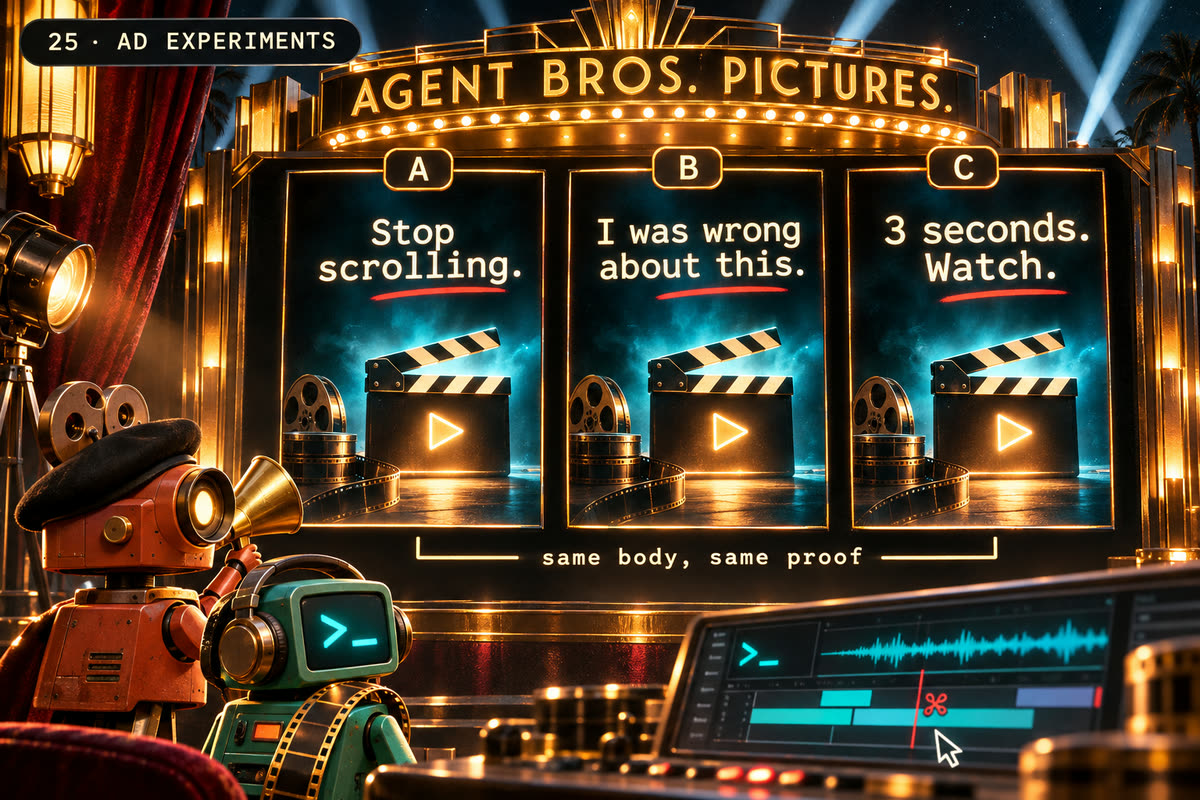 25 · AD EXPERIMENTS
AGENT BROS. PICTURES.
A
Stop
scrolling.
B
I was wrong
about this.
C
3 seconds.
Watch.
same body, same proof
>_
>_